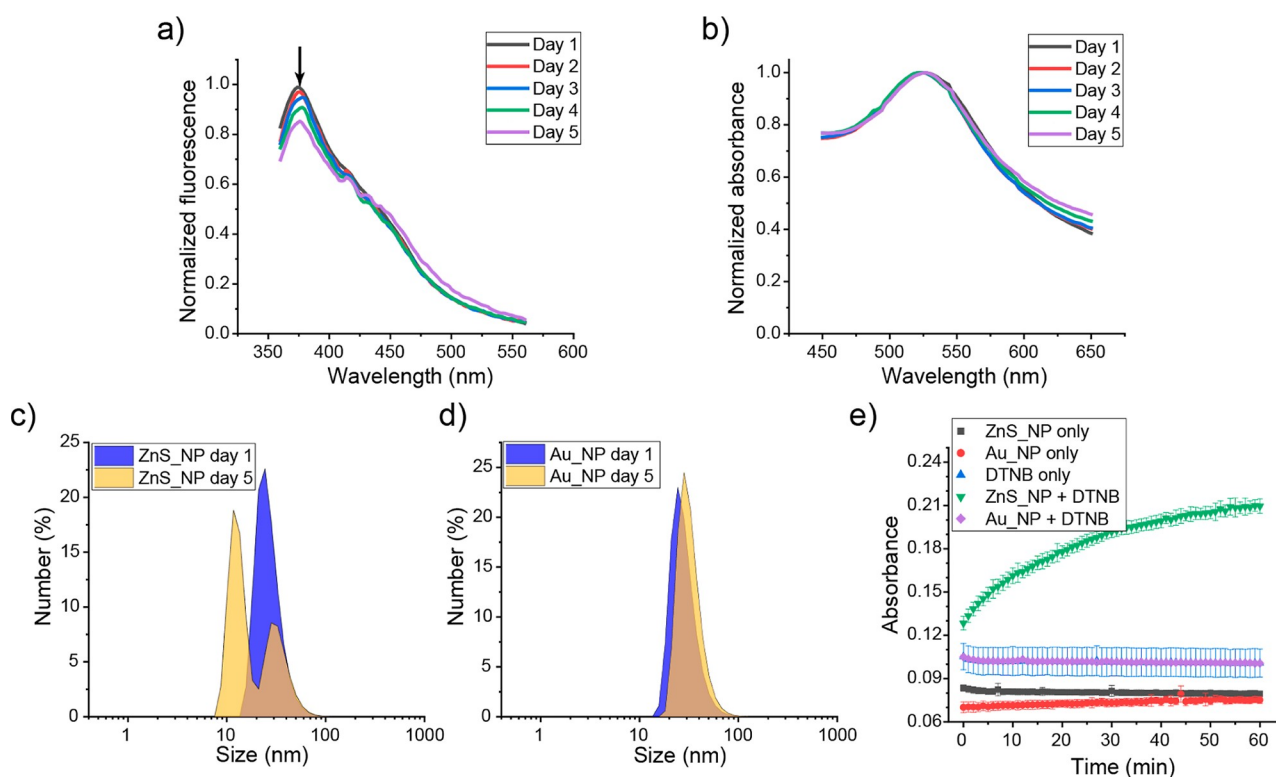 a)
Day 1
Day 2
Day 3
Day 4
Day 5
Normalized fluorescence
1.0
0.8
0.6
0.4
0.2
0.0
350 400 450 500 550 600
Wavelength (nm)
b)
Day 1
Day 2
Day 3
Day 4
Day 5
Normalized absorbance
1.0
0.8
0.6
0.4
0.2
0.0
450 500 550 600 650
Wavelength (nm)
c)
ZnS_NP day 1
ZnS_NP day 5
Number (%)
25
20
15
10
5
0
1 10 100 1000
Size (nm)
d)
Au_NP day 1
Au_NP day 5
Number (%)
25
20
15
10
5
0
1 10 100 1000
Size (nm)
e)
ZnS_NP only
Au_NP only
DTNB only
ZnS_NP + DTNB
Au_NP + DTNB
Absorbance
0.24
0.21
0.18
0.15
0.12
0.09
0.06
0 10 20 30 40 50 60
Time (min)